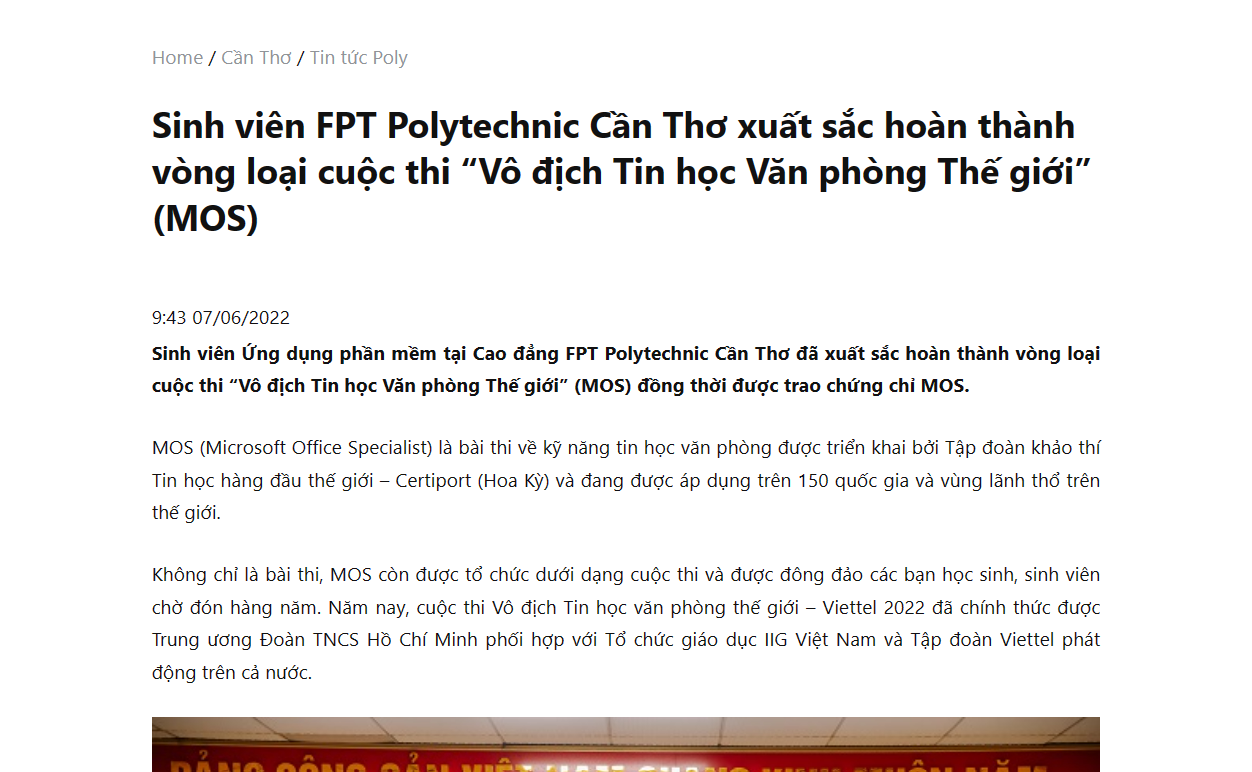 Home / Cần Thơ / Tin tức Poly
Sinh viên FPT Polytechnic Cần Thơ xuất sắc hoàn thành
vòng loại cuộc thi “Vô địch Tin học Văn phòng Thế giới”
(MOS)
9:43 07/06/2022
Sinh viên Ứng dụng phần mềm tại Cao đẳng FPT Polytechnic Cần Thơ đã xuất sắc hoàn thành vòng loại
cuộc thi “Vô địch Tin học Văn phòng Thế giới” (MOS) đồng thời được trao chứng chỉ MOS.
MOS (Microsoft Office Specialist) là bài thi về kỹ năng tin học văn phòng được triển khai bởi Tập đoàn khảo thí
Tin học hàng đầu thế giới – Certiport (Hoa Kỳ) và đang được áp dụng trên 150 quốc gia và vùng lãnh thổ trên
thế giới.
Không chỉ là bài thi, MOS còn được tổ chức dưới dạng cuộc thi và được đông đảo các bạn học sinh, sinh viên
chờ đón hàng năm. Năm nay, cuộc thi Vô địch Tin học văn phòng thế giới – Viettel 2022 đã chính thức được
Trung ương Đoàn TNCS Hồ Chí Minh phối hợp với Tổ chức giáo dục IIG Việt Nam và Tập đoàn Viettel phát
động trên cả nước.
ĐẢNG CỘNG SẢN VIỆT NAM QUANG VINH MUÔN NĂM